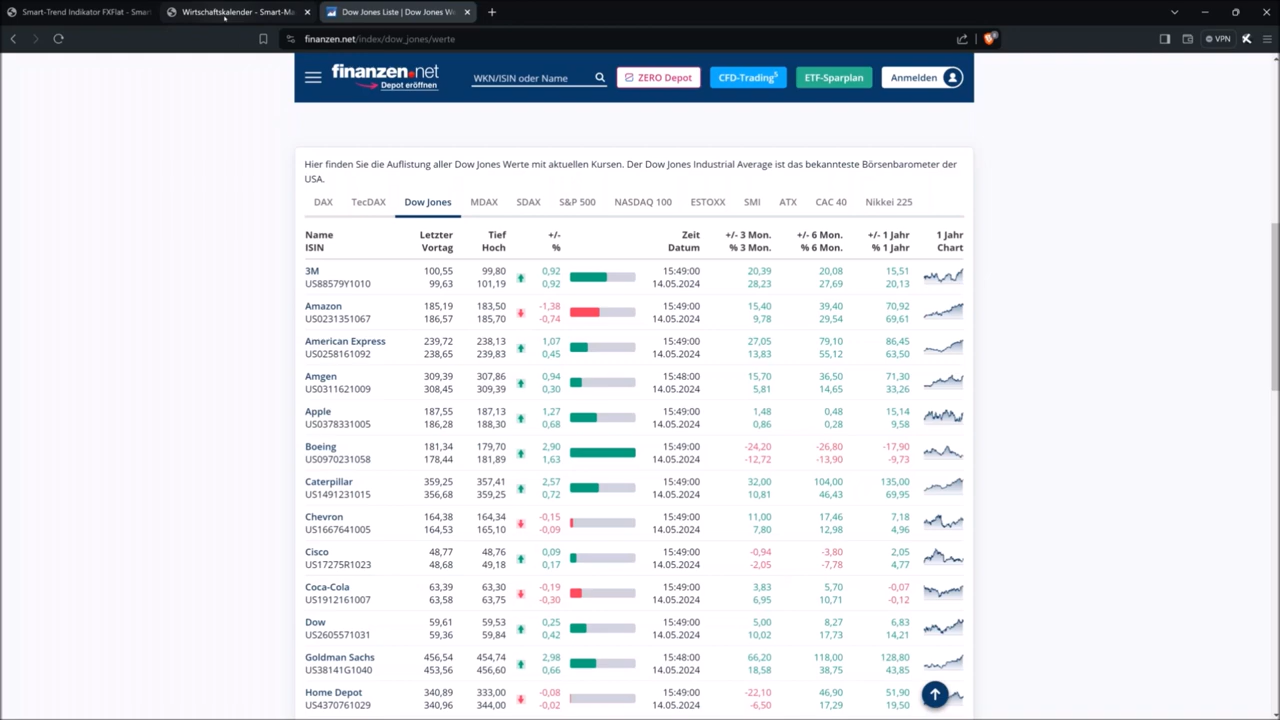 Smart-Trend Indikator FXFlat - Smart
Wirtschaftskalender - Smart-Ma
Dow Jones Liste | Dow Jones We
finanzen.net/index/dow_jones/werte
VPN
finanzen.net
Depot eröffnen
WKN/ISIN oder Name
ZERO Depot
CFD-Trading⁵
ETF-Sparplan
Anmelden
Hier finden Sie die Auflistung aller Dow Jones Werte mit aktuellen Kursen. Der Dow Jones Industrial Average ist das bekannteste Börsenbarometer der
USA.
DAX TecDAX Dow Jones MDAX SDAX S&P 500 NASDAQ 100 ESTOXX SMI ATX CAC 40 Nikkei 225
Name Letzter Tief +/- Zeit +/- 3 Mon. +/- 6 Mon. +/- 1 Jahr 1 Jahr
ISIN Vortag Hoch % Datum % 3 Mon. % 6 Mon. % 1 Jahr Chart
3M 100,55 99,80 0,92 15:49:00 20,39 20,08 15,51
US88579Y1010 99,63 101,19 0,92 14.05.2024 28,23 27,69 20,13
Amazon 185,19 183,50 -1,38 15:49:00 15,40 39,40 70,92
US0231351067 186,57 185,70 -0,74 14.05.2024 9,78 29,54 69,61
American Express 239,72 238,13 1,07 15:49:00 27,05 79,10 86,45
US0258161092 238,65 239,83 0,45 14.05.2024 13,83 55,12 63,50
Amgen 309,39 307,86 0,94 15:48:00 15,70 36,50 71,30
US0311621009 308,45 309,39 0,30 14.05.2024 5,81 14,65 33,26
Apple 187,55 187,13 1,27 15:49:00 1,48 0,48 15,14
US0378331005 186,28 188,30 0,68 14.05.2024 0,86 0,28 9,58
Boeing 181,34 179,70 2,90 15:49:00 -24,20 -26,80 -17,90
US0970231058 178,44 181,89 1,63 14.05.2024 -12,72 -13,90 -9,73
Caterpillar 359,25 357,41 2,57 15:49:00 32,00 104,00 135,00
US1491231015 356,68 359,25 0,72 14.05.2024 10,81 46,43 69,95
Chevron 164,38 164,34 -0,15 15:49:00 11,00 17,46 7,18
US1667641005 164,53 165,10 -0,09 14.05.2024 7,80 12,98 4,96
Cisco 48,77 48,76 0,09 15:49:00 -0,94 -3,80 2,05
US17275R1023 48,68 49,18 0,17 14.05.2024 -2,05 -7,78 4,77
Coca-Cola 63,39 63,30 -0,19 15:49:00 3,83 5,70 -0,07
US1912161007 63,58 63,75 -0,30 14.05.2024 6,95 10,71 -0,12
Dow 59,61 59,53 0,25 15:49:00 5,00 8,27 6,83
US2605571031 59,36 59,84 0,42 14.05.2024 10,02 17,73 14,21
Goldman Sachs 456,54 454,74 2,98 15:48:00 66,20 118,00 128,80
US38141G1040 453,56 456,60 0,66 14.05.2024 18,58 38,75 43,85
Home Depot 340,89 333,00 -0,08 15:49:00 -22,10 46,90 51,90
US4370761029 340,96 344,00 -0,02 14.05.2024 -6,50 17,29 19,50